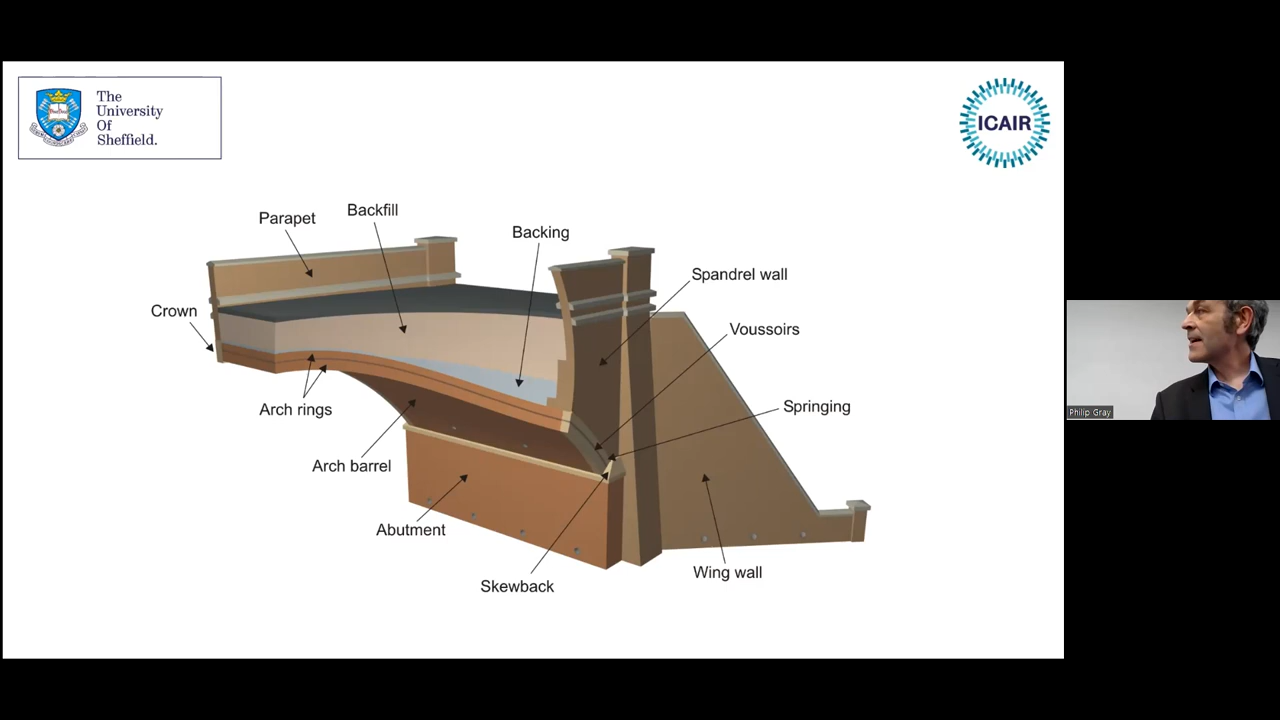 The
University
Of
Sheffield.
ICAIR
Parapet
Backfill
Backing
Spandrel wall
Crown
Voussoirs
Arch rings
Springing
Arch barrel
Abutment
Skewback
Wing wall
Philip Gray